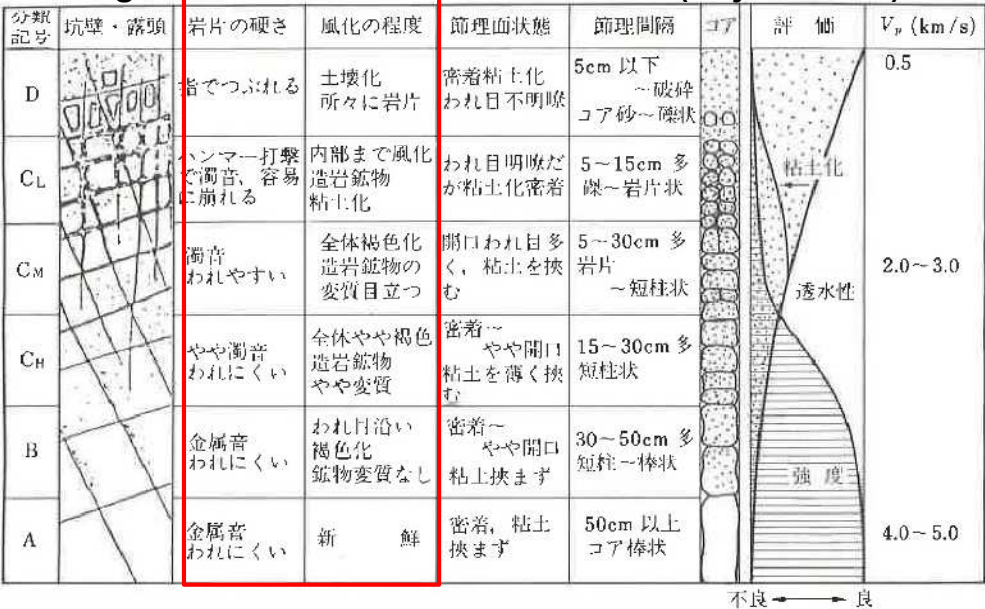 分類
記号
坑壁・露頭
岩片の硬さ
風化の程度
節理面状態
節理間隔
コア
評 価
Vp (km/s)
D
指でつぶれる
土壌化
所々に岩片
密着粘土化
われ目不明瞭
5cm 以下
～破砕
コア砂～礫状
0.5
CL
ハンマー打撃
で濁音，容易
に崩れる
内部まで風化
造岩鉱物
粘土化
われ目明瞭だ
が粘土化密着
5～15cm 多
礫～岩片状
粘土化
CM
濁音
われやすい
全体褐色化
造岩鉱物の
変質目立つ
開口われ目多
く，粘土を挟
む
5～30cm 多
岩片
～短柱状
透水性
2.0～3.0
CH
やや濁音
われにくい
全体やや褐色
造岩鉱物
やや変質
密着～
やや開口
粘土を薄く挟
む
15～30cm 多
短柱状
B
金属音
われにくい
われ目沿い
褐色化
鉱物変質なし
密着～
やや開口
粘土挟まず
30～50cm 多
短柱～棒状
強 度
A
金属音
われにくい
新 鮮
密着，粘土
挟まず
50cm 以上
コア棒状
4.0～5.0
不良 ←→ 良